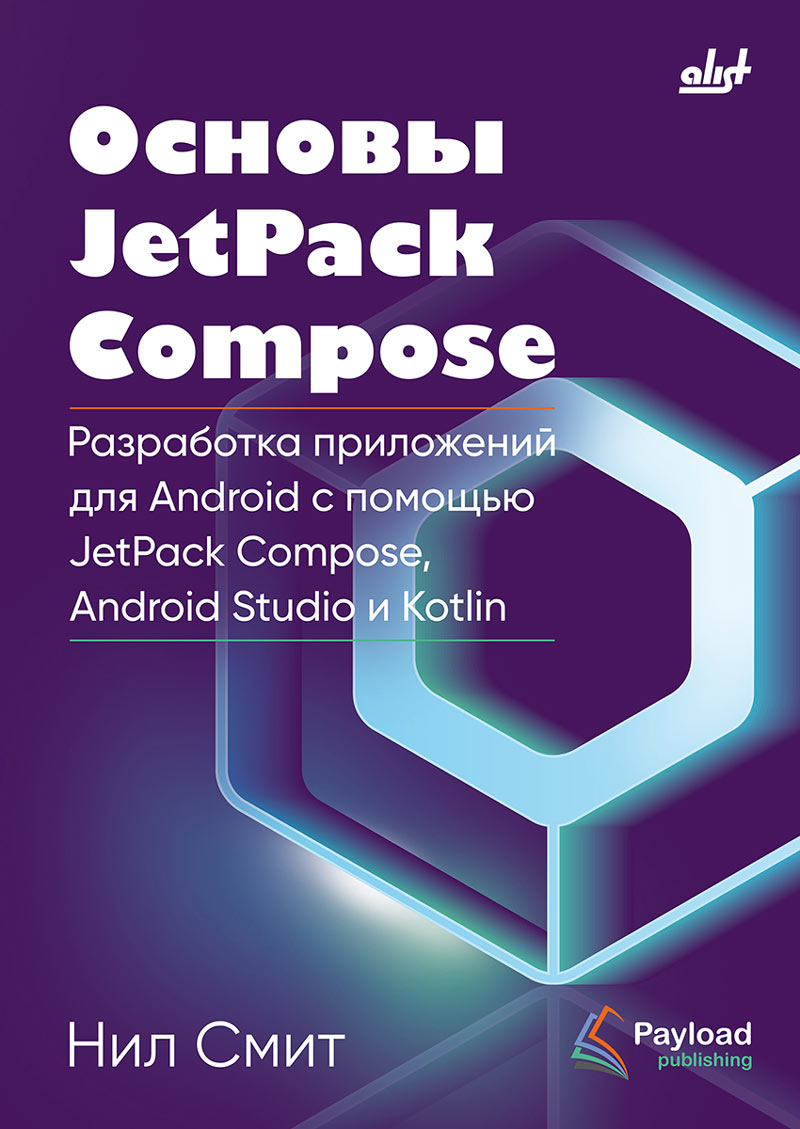 alist
Основы
JetPack
Compose
Разработка приложений
для Android с помощью
JetPack Compose,
Android Studio и Kotlin
Нил Смит
Payload
publishing